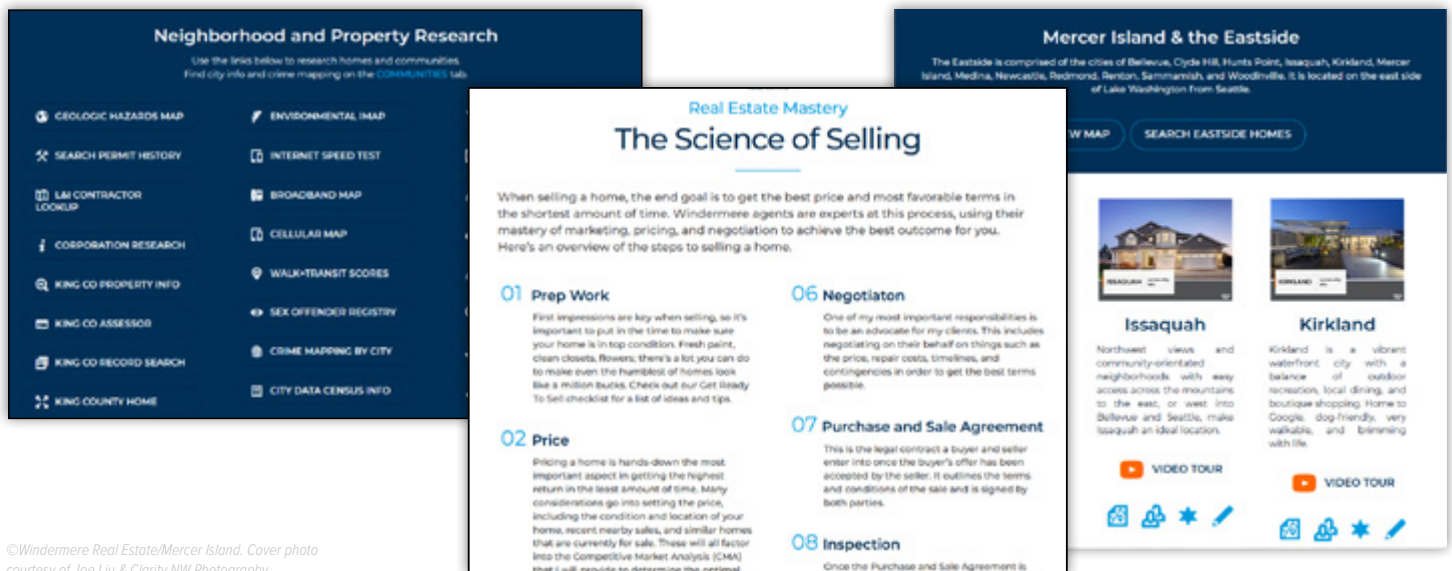 Neighborhood and Property Research
Use the links below to research homes and communities.
Find city info and crime mapping on the COMMUNITIES tab.
GEOLOGIC HAZARDS MAP
SEARCH PERMIT HISTORY
L&I CONTRACTOR
LOOKUP
CORPORATION RESEARCH
KING CO PROPERTY INFO
KING CO ASSESSOR
KING CO RECORD SEARCH
KING COUNTY HOME
ENVIRONMENTAL IMAP
INTERNET SPEED TEST
BROADBAND MAP
CELLULAR MAP
WALK+TRANSIT SCORES
SEX OFFENDER REGISTRY
CRIME MAPPING BY CITY
CITY DATA CENSUS INFO
Real Estate Mastery
The Science of Selling
When selling a home, the end goal is to get the best price and most favorable terms in
the shortest amount of time. Windermere agents are experts at this process, using their
mastery of marketing, pricing, and negotiation to achieve the best outcome for you.
Here's an overview of the steps to selling a home.
01 Prep Work
First impressions are key when selling, so it's
important to put in the time to make sure
your home is in top condition. Fresh paint,
clean closets, flowers; there's a lot you can do
to make even the humblest of homes look
like a million bucks. Check out our Get Ready
To Sell checklist for a list of ideas and tips.
02 Price
Pricing a home is hands-down the most
important aspect in getting the highest
return in the least amount of time. Many
considerations go into setting the price,
including the condition and location of your
home, recent nearby sales, and similar homes
that are currently for sale. These will all factor
into the Competitive Market Analysis (CMA)
that I will provide to determine the optimal
06 Negotiaton
One of my most important responsibilities is
to be an advocate for my clients. This includes
negotiating on their behalf on things such as
the price, repair costs, timelines, and
contingencies in order to get the best terms
possible.
07 Purchase and Sale Agreement
This is the legal contract a buyer and seller
enter into once the buyer's offer has been
accepted by the seller. It outlines the terms
and conditions of the sale and is signed by
both parties.
08 Inspection
Once the Purchase and Sale Agreement is
Mercer Island & the Eastside
The Eastside is comprised of the cities of Bellevue, Clyde Hill, Hunts Point, Issaquah, Kirkland, Mercer
Island, Medina, Newcastle, Redmond, Renton, Sammamish, and Woodinville. It is located on the east side
of Lake Washington from Seattle.
W MAP
SEARCH EASTSIDE HOMES
ISSAQUAH
Issaquah
Northwest views and
community-orientated
neighborhoods with easy
access across the mountains
to the east, or west into
Bellevue and Seattle, make
Issaquah an ideal location.
VIDEO TOUR
KIRKLAND
Kirkland
Kirkland is a vibrant
waterfront city with a
balance of outdoor
recreation, local dining, and
boutique shopping. Home to
Google, dog-friendly, very
walkable, and brimming
with life.
VIDEO TOUR
©Windermere Real Estate/Mercer Island. Cover photo
courtesy of Joe Liu & Clarity NW Photography